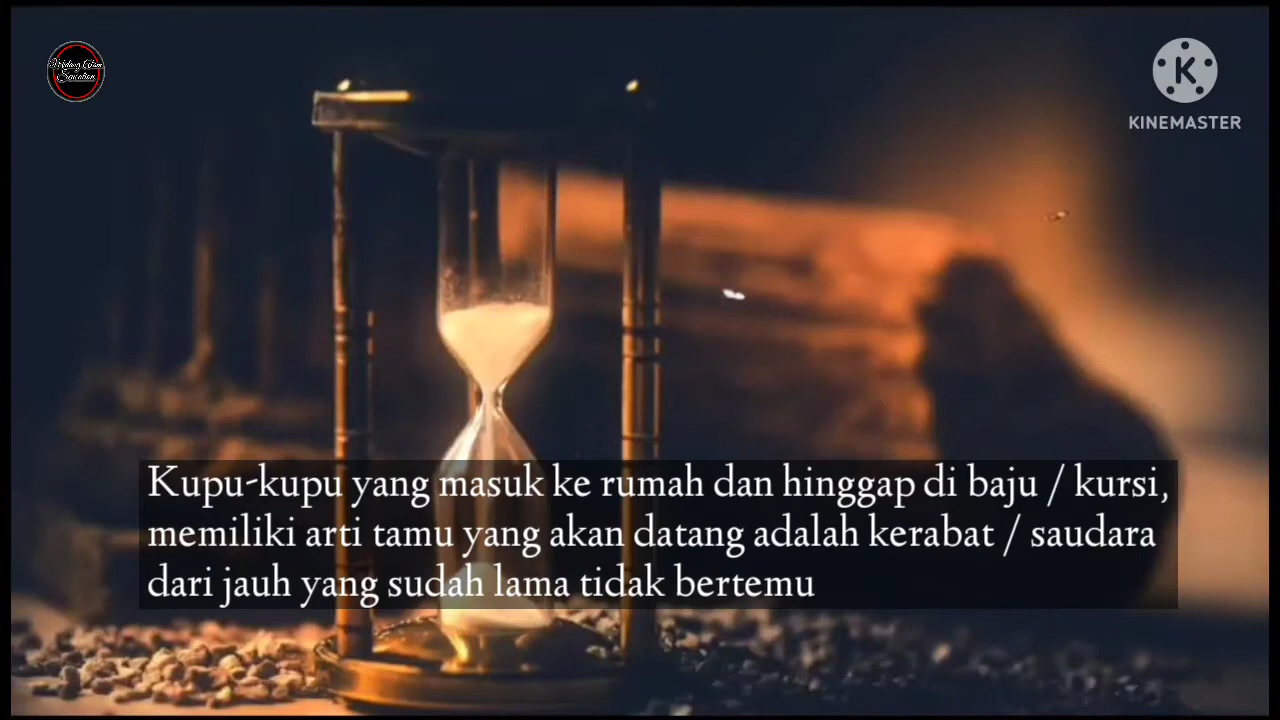 KINEMASTER
Kupu-kupu yang masuk ke rumah dan hinggap di baju / kursi,
memiliki arti tamu yang akan datang adalah kerabat / saudara
dari jauh yang sudah lama tidak bertemu